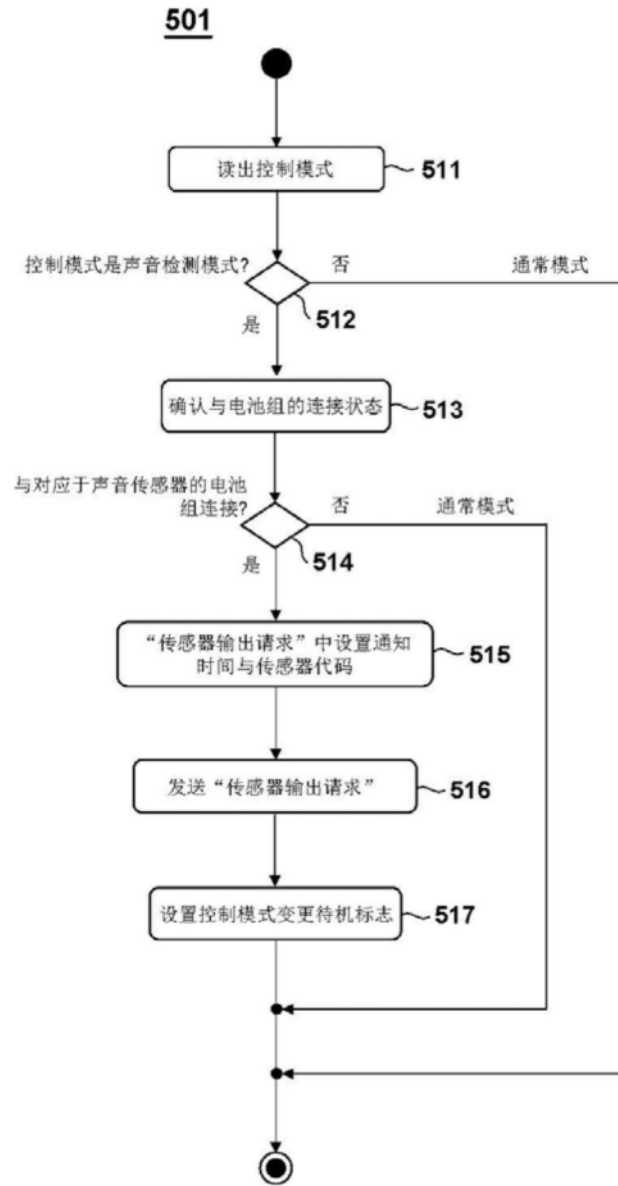 501
读出控制模式
511
控制模式是声音检测模式?
否
通常模式
512
是
确认与电池组的连接状态
513
与对应于声音传感器的电池
组连接?
否
通常模式
514
是
“传感器输出请求”中设置通知
时间与传感器代码
515
发送“传感器输出请求”
516
设置控制模式变更待机标志
517